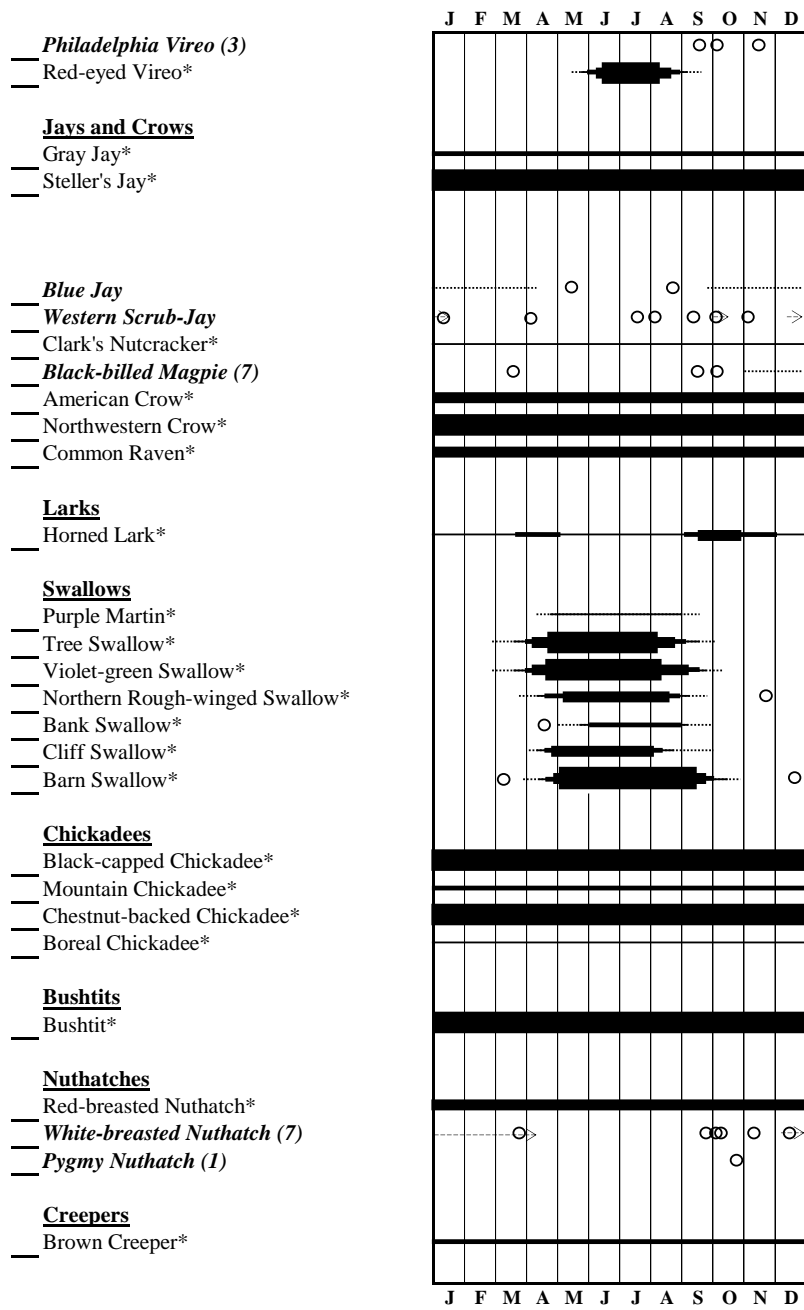 J F M A M J J A S O N D
Philadelphia Vireo (3)
Red-eyed Vireo*
Jays and Crows
Gray Jay*
Steller's Jay*
Blue Jay
Western Scrub-Jay
Clark's Nutcracker*
Black-billed Magpie (7)
American Crow*
Northwestern Crow*
Common Raven*
Larks
Horned Lark*
Swallows
Purple Martin*
Tree Swallow*
Violet-green Swallow*
Northern Rough-winged Swallow*
Bank Swallow*
Cliff Swallow*
Barn Swallow*
Chickadees
Black-capped Chickadee*
Mountain Chickadee*
Chestnut-backed Chickadee*
Boreal Chickadee*
Bushtits
Bushtit*
Nuthatches
Red-breasted Nuthatch*
White-breasted Nuthatch (7)
Pygmy Nuthatch (1)
Creepers
Brown Creeper*
J F M A M J J A S O N D